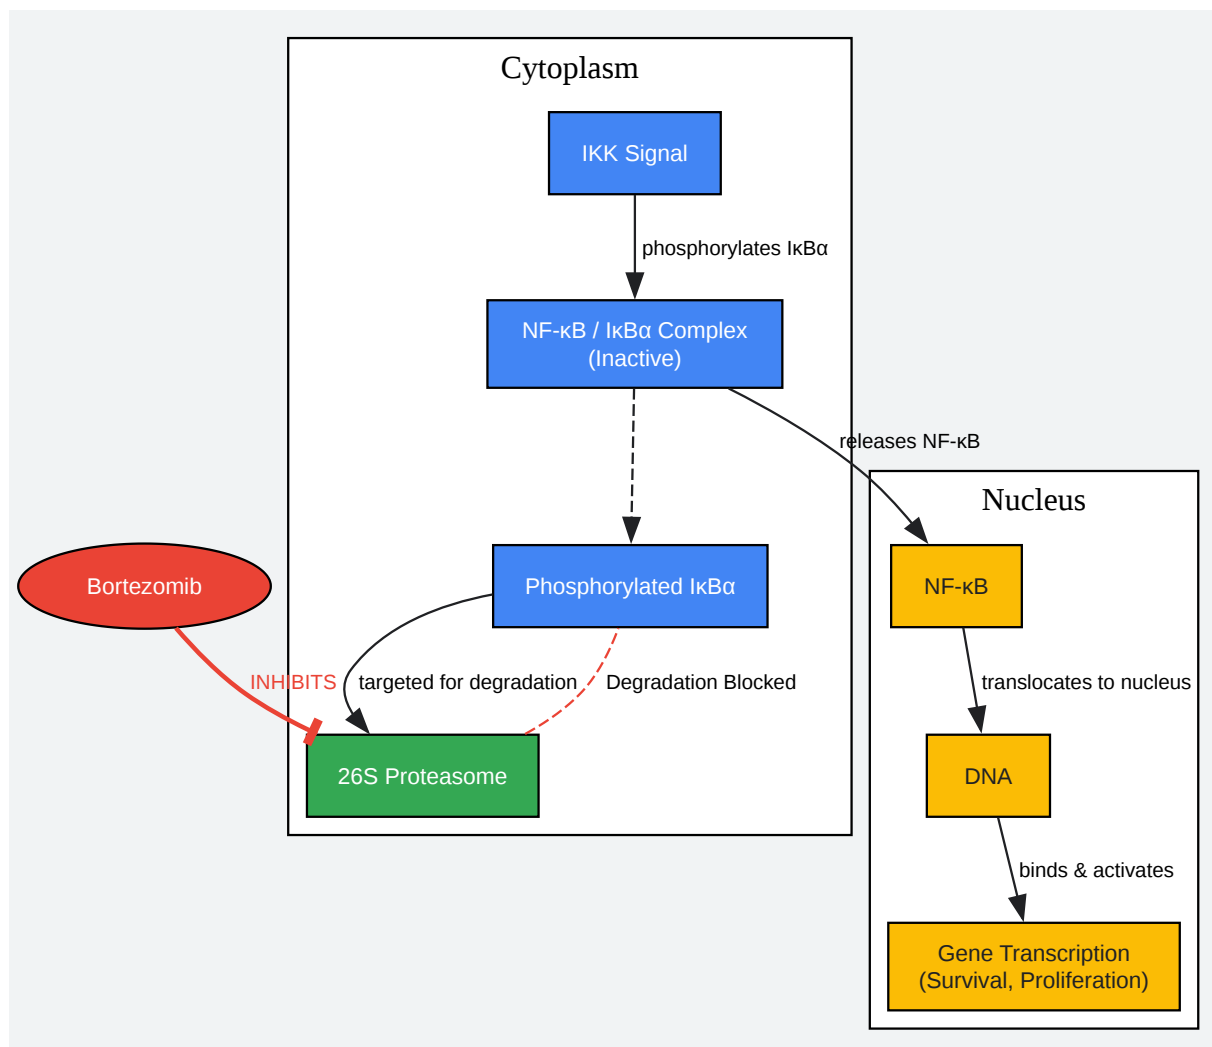 Cytoplasm
IKK Signal
phosphorylates IκBα
NF-κB / IκBα Complex
(Inactive)
releases NF-κB
Nucleus
Bortezomib
Phosphorylated IκBα
NF-κB
INHIBITS
targeted for degradation
Degradation Blocked
translocates to nucleus
26S Proteasome
DNA
binds & activates
Gene Transcription
(Survival, Proliferation)